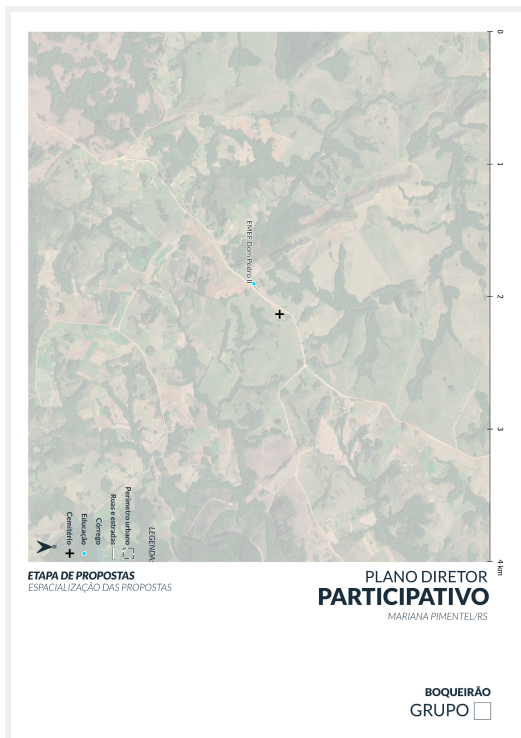 0
1
2
3
4 km
EMEF Dom Pedro II
LEGENDA:
Perímetro urbano
Ruas e estradas
Córrego
Educação
Cemitério
ETAPA DE PROPOSTAS
ESPACIALIZAÇÃO DAS PROPOSTAS
PLANO DIRETOR
PARTICIPATIVO
MARIANA PIMENTEL/RS
BOQUEIRÃO
GRUPO